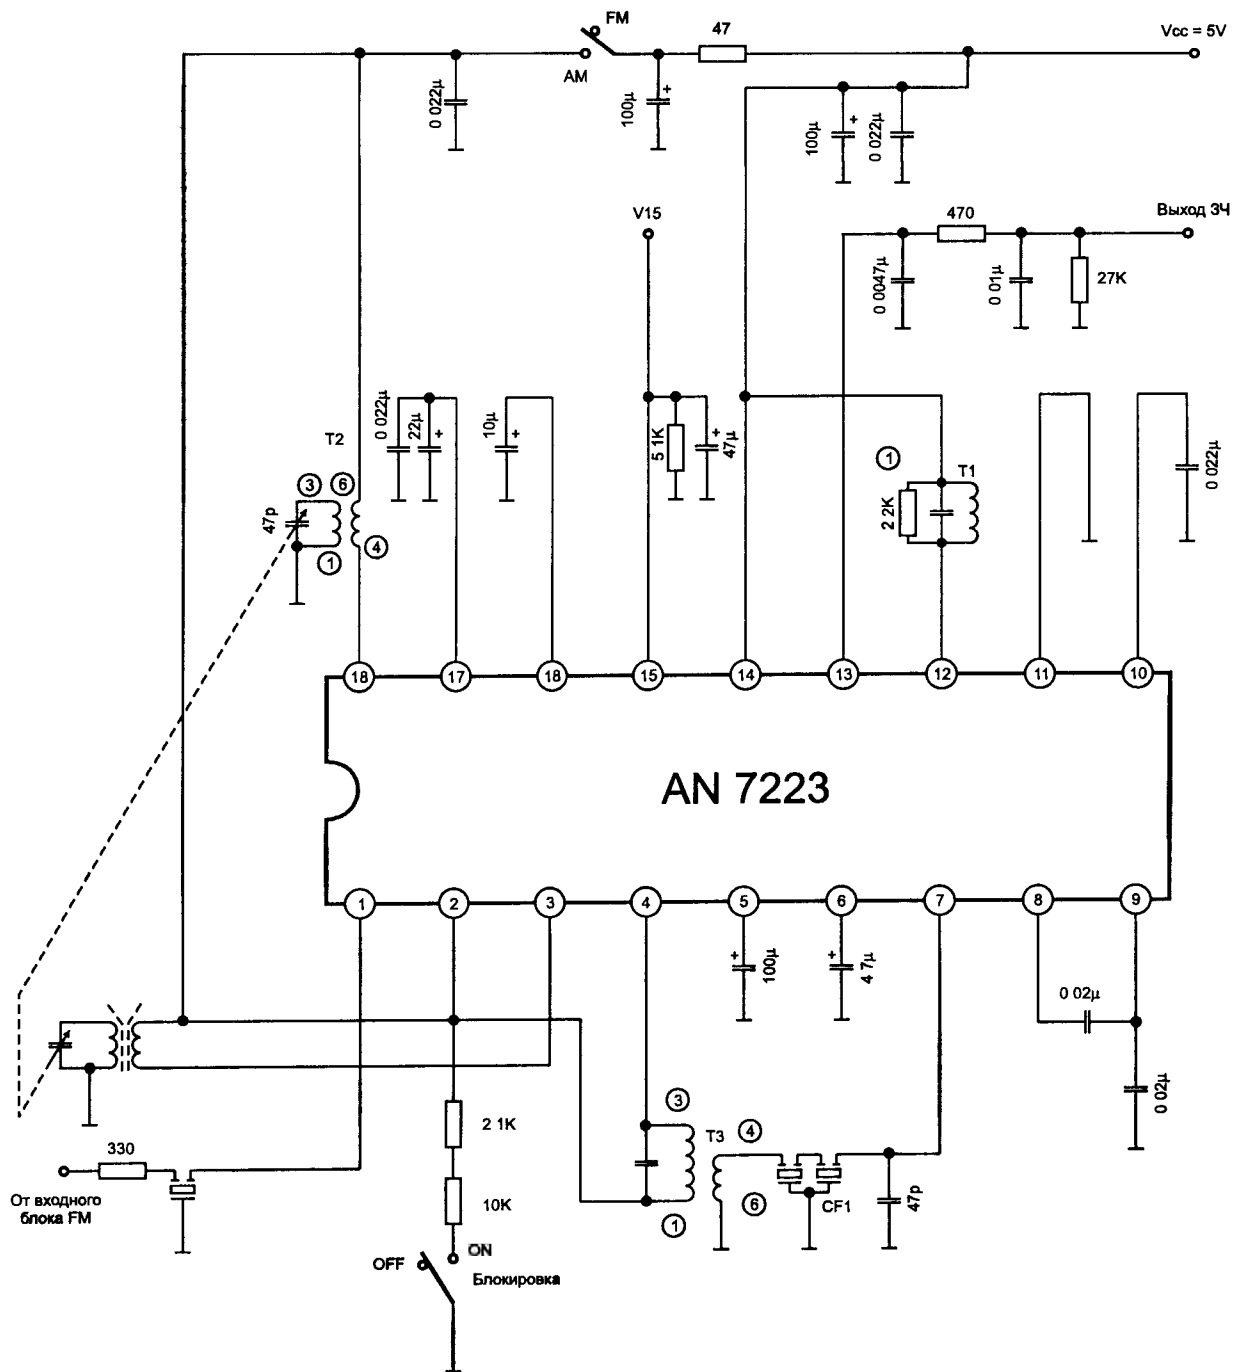 FM
47
Vcc = 5V
AM
0 022µ
100µ
100µ
0 022µ
V15
470
Выход ЗЧ
0 0047µ
0 01µ
27K
T2
0 022µ
22µ
10µ
5 1K
47µ
1
T1
2 2K
0 022µ
3
6
47p
1
4
18
17
18
15
14
13
12
11
10
AN 7223
1
2
3
4
5
6
7
8
9
100µ
4 7µ
0 02µ
0 02µ
3
2 1K
T3
4
330
От входного
блока FM
10K
1
6
CF1
47p
OFF
ON
Блокировка